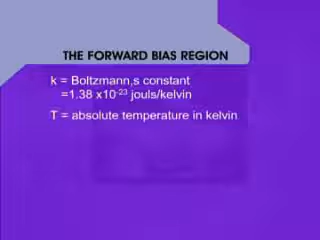 THE FORWARD BIAS REGION
k = Boltzmann,s constant
=1.38 x10⁻²³ jouls/kelvin
T = absolute temperature in kelvin